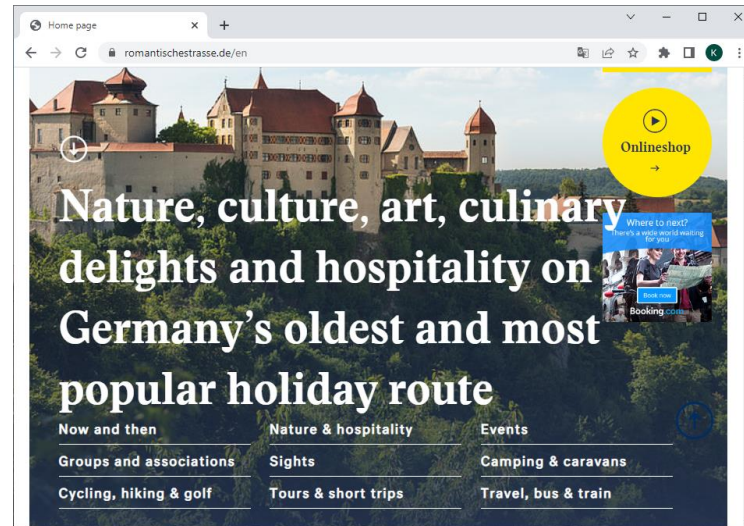 Home page
romantischestrasse.de/en
K
Onlineshop
Where to next?
There's a wide world waiting
for you
Book now
Booking.com
Nature, culture, art, culinary
delights and hospitality on
Germany's oldest and most
popular holiday route
Now and then
Nature & hospitality
Events
Groups and associations
Sights
Camping & caravans
Cycling, hiking & golf
Tours & short trips
Travel, bus & train